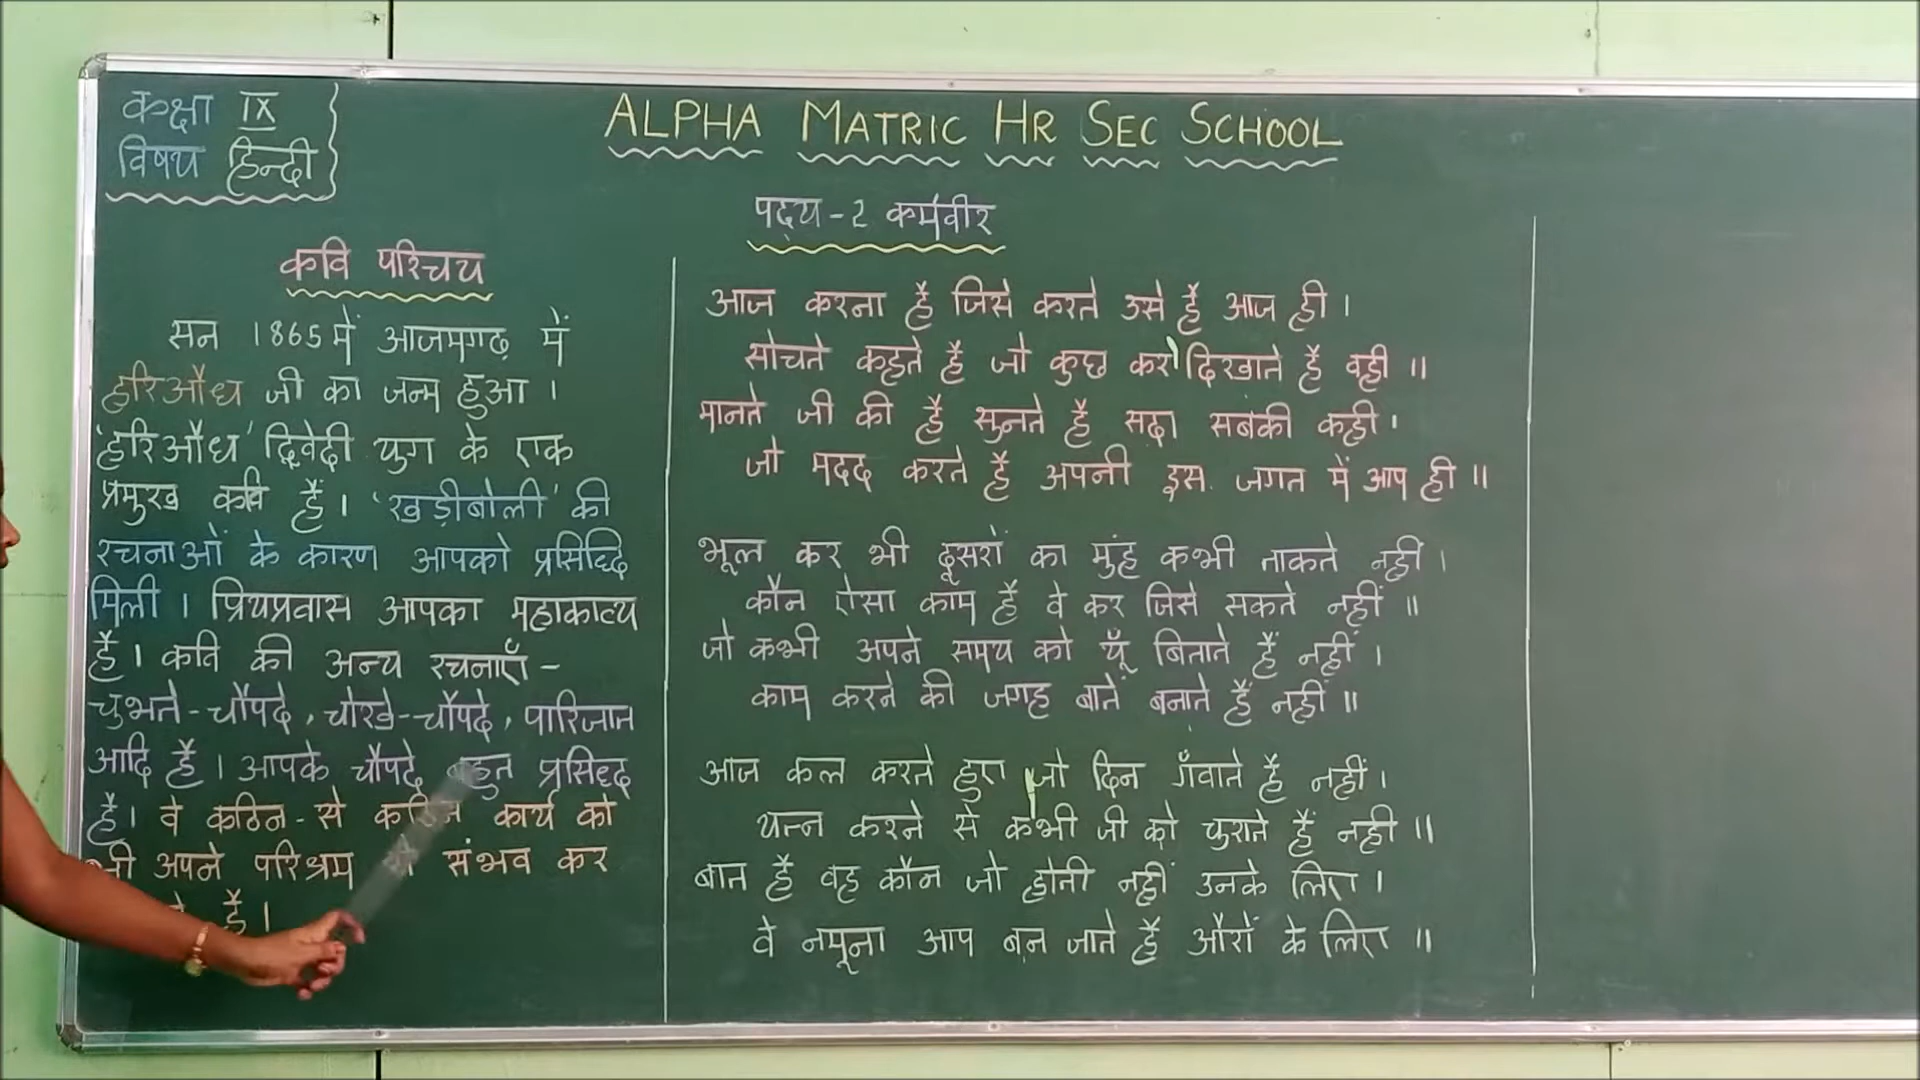 कक्षा IX
विषय हिन्दी
ALPHA MATRIC HR SEC SCHOOL
पद्य-2 कर्मवीर
कवि परिचय
सन 1865 में आजमगढ़ में
हरिऔध जी का जन्म हुआ ।
'हरिऔध' द्विवेदी युग के एक
प्रमुख कवि हैं । 'खड़ीबोली' की
रचनाओं के कारण आपको प्रसिद्धि
मिली । प्रियप्रवास आपका महाकाव्य
है । कवि की अन्य रचनाएँ -
चुभते-चौपदे, चोखे-चौपदे, पारिजात
आदि हैं । आपके चौपदे बहुत प्रसिद्ध
हैं । वे कठिन-से कठिन कार्य को
भी अपने परिश्रम संभव कर
हैं ।
आज करना है जिसे करते उसे हैं आज ही ।
सोचते कहते हैं जो कुछ कर दिखाते हैं वही ॥
मानते जी की हैं सुनते हैं सदा सबकी कही ।
जो मदद करते हैं अपनी इस जगत में आप ही ॥
भूल कर भी दूसरों का मुंह कभी ताकते नहीं ।
कौन ऐसा काम है वे कर जिसे सकते नहीं ॥
जो कभी अपने समय को यूँ बिताते हैं नहीं ।
काम करने की जगह बातें बनाते हैं नहीं ॥
आज कल करते हुए जो दिन गँवाते हैं नहीं ।
यत्न करने से कभी जी को चुराते हैं नहीं ॥
बात है वह कौन जो होती नहीं उनके लिए ।
वे नमूना आप बन जाते हैं औरों के लिए ॥